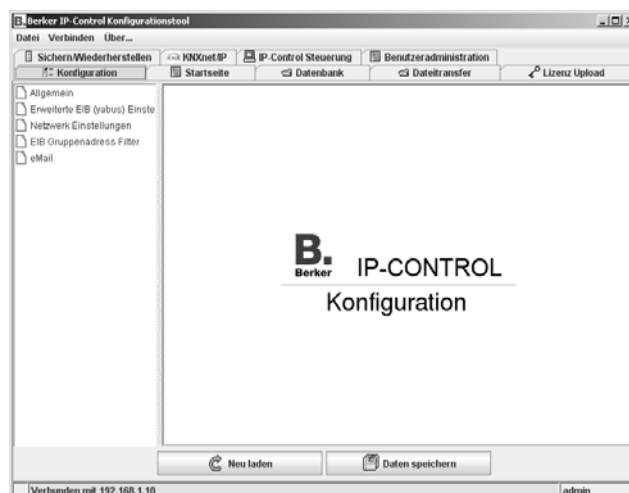 Berker IP-Control Konfigurationstool
Datei Verbinden Über...
Sichern/Wiederherstellen KNXnet/IP IP-Control Steuerung Benutzeradministration
Konfiguration Startseite Datenbank Dateitransfer Lizenz Upload
Allgemein
Erweiterte EIB (yabus) Einste
Netzwerk Einstellungen
EIB Gruppenadress Filter
eMail
B.
Berker IP-CONTROL
Konfiguration
Neu laden Daten speichern
Verbunden mit 192.168.1.10 admin